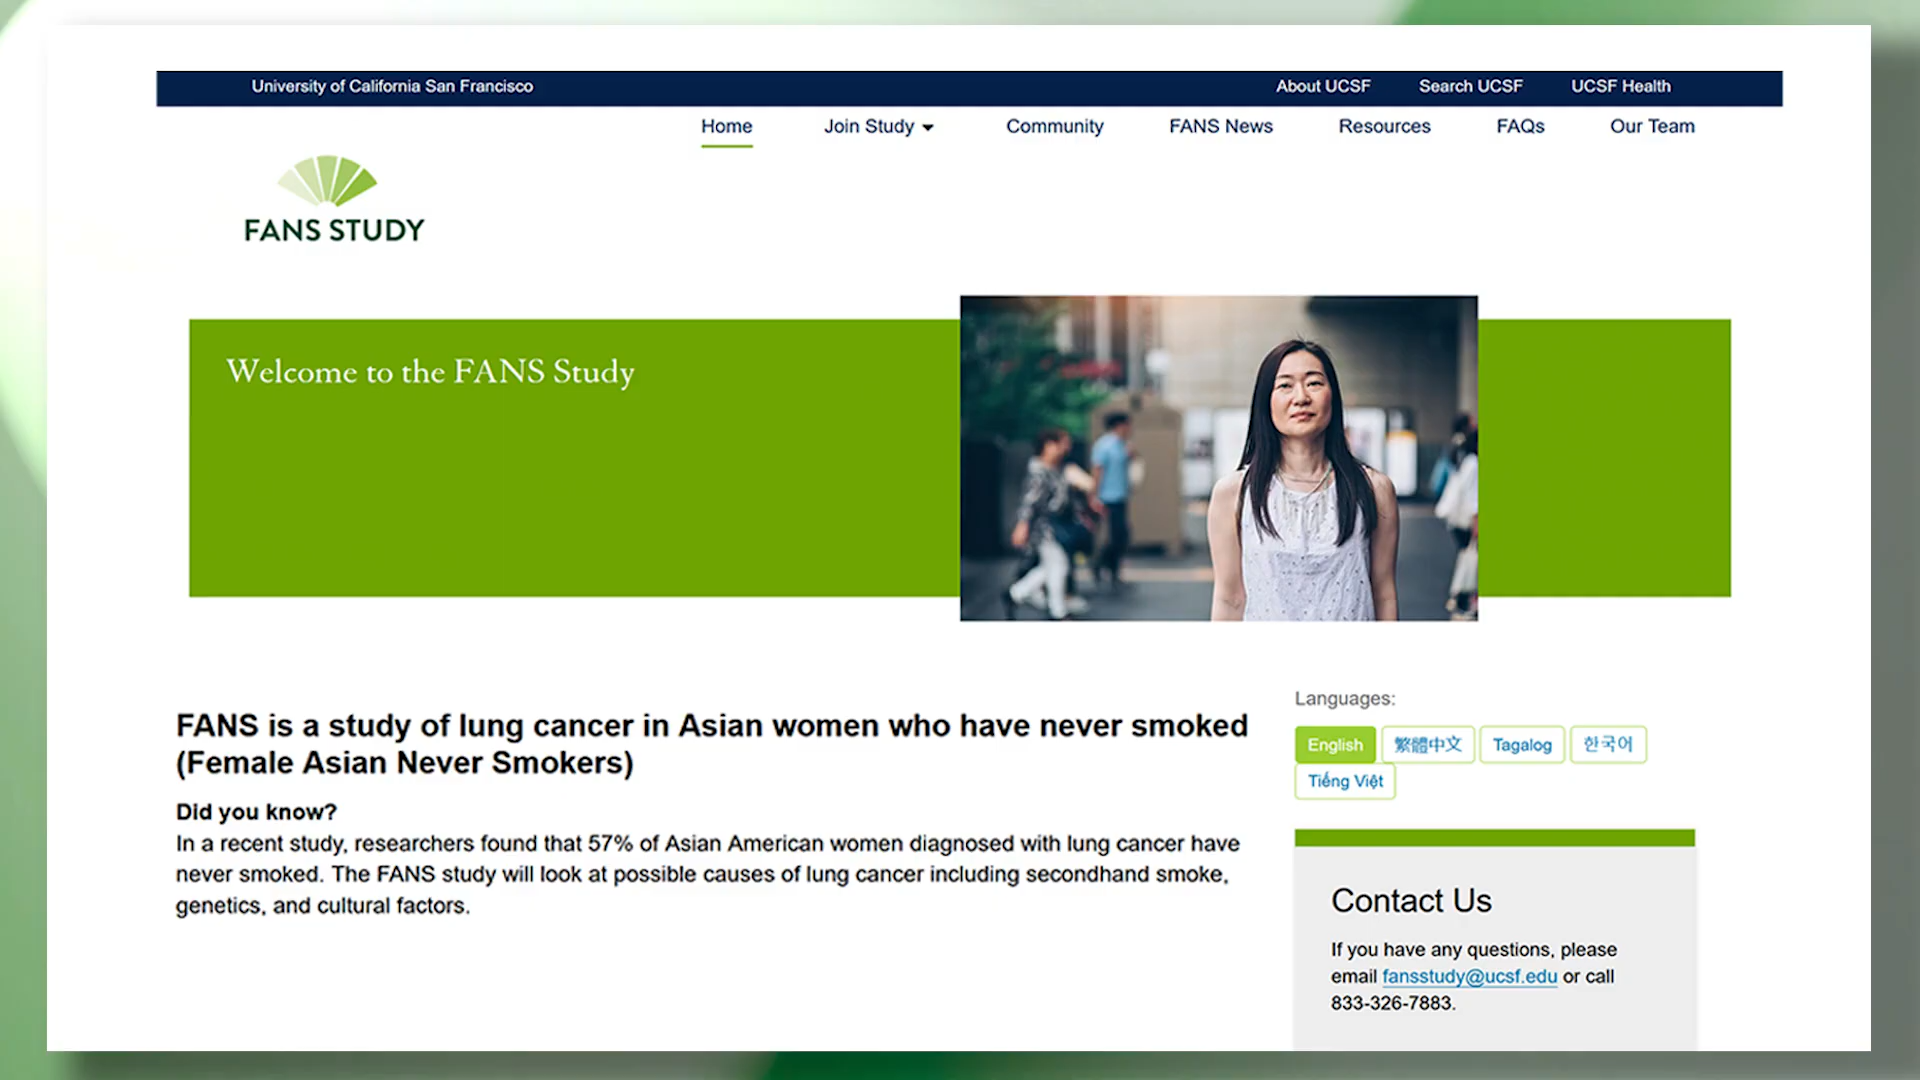 University of California San Francisco
About UCSF
Search UCSF
UCSF Health
Home
Join Study
Community
FANS News
Resources
FAQs
Our Team
FANS STUDY
Welcome to the FANS Study
FANS is a study of lung cancer in Asian women who have never smoked
(Female Asian Never Smokers)
Did you know?
In a recent study, researchers found that 57% of Asian American women diagnosed with lung cancer have
never smoked. The FANS study will look at possible causes of lung cancer including secondhand smoke,
genetics, and cultural factors.
Languages:
English
繁體中文
Tagalog
한국어
Tiếng Việt
Contact Us
If you have any questions, please
email fansstudy@ucsf.edu or call
833-326-7883.